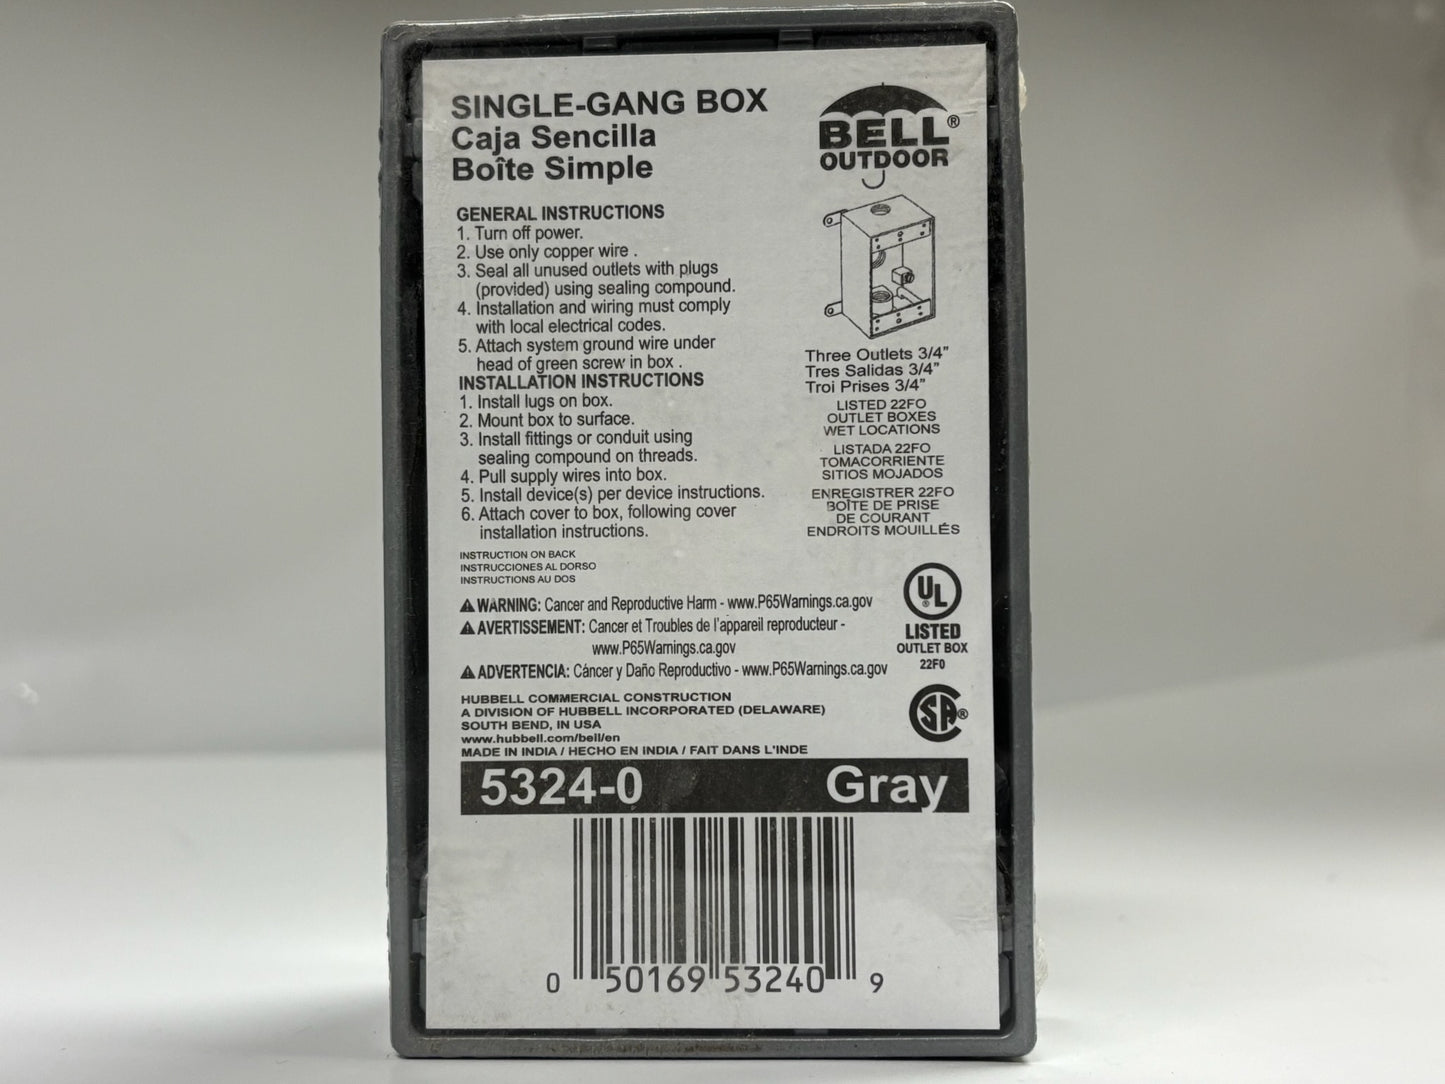 SINGLE-GANG BOX
Caja Sencilla
Boîte Simple
BELL®
OUTDOOR
GENERAL INSTRUCTIONS
1. Turn off power.
2. Use only copper wire .
3. Seal all unused outlets with plugs
(provided) using sealing compound.
4. Installation and wiring must comply
with local electrical codes.
5. Attach system ground wire under
head of green screw in box .
INSTALLATION INSTRUCTIONS
1. Install lugs on box.
2. Mount box to surface.
3. Install fittings or conduit using
sealing compound on threads.
4. Pull supply wires into box.
5. Install device(s) per device instructions.
6. Attach cover to box, following cover
installation instructions.
INSTRUCTION ON BACK
INSTRUCCIONES AL DORSO
INSTRUCTIONS AU DOS
Three Outlets 3/4”
Tres Salidas 3/4”
Troi Prises 3/4”
LISTED 22FO
OUTLET BOXES
WET LOCATIONS
LISTADA 22FO
TOMACORRIENTE
SITIOS MOJADOS
ENREGISTRER 22FO
BOÎTE DE PRISE
DE COURANT
ENDROITS MOUILLÉS
⚠ WARNING: Cancer and Reproductive Harm - www.P65Warnings.ca.gov
⚠ AVERTISSEMENT: Cancer et Troubles de l’appareil reproducteur -
www.P65Warnings.ca.gov
⚠ ADVERTENCIA: Cáncer y Daño Reproductivo - www.P65Warnings.ca.gov
UL®
LISTED
OUTLET BOX
22F0
HUBBELL COMMERCIAL CONSTRUCTION
A DIVISION OF HUBBELL INCORPORATED (DELAWARE)
SOUTH BEND, IN USA
www.hubbell.com/bell/en
MADE IN INDIA / HECHO EN INDIA / FAIT DANS L'INDE
SA®
5324-0 Gray
0 50169 53240 9